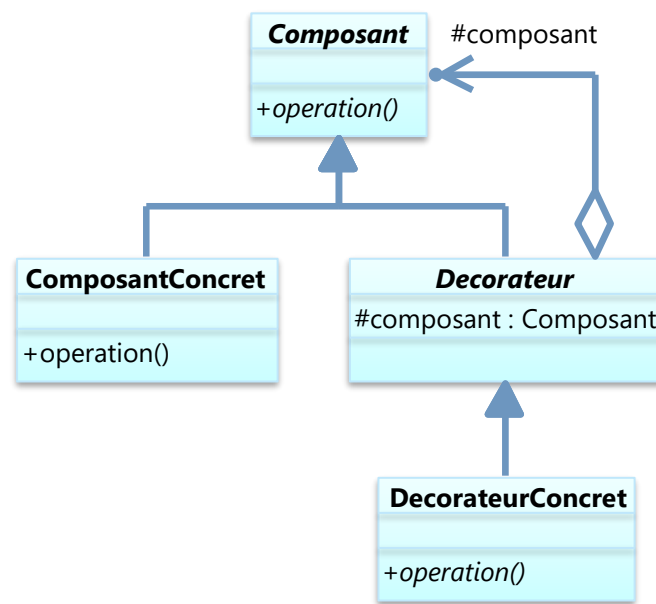 Composant
#composant
+operation()
ComposantConcret
+operation()
Decorateur
#composant : Composant
DecorateurConcret
+operation()